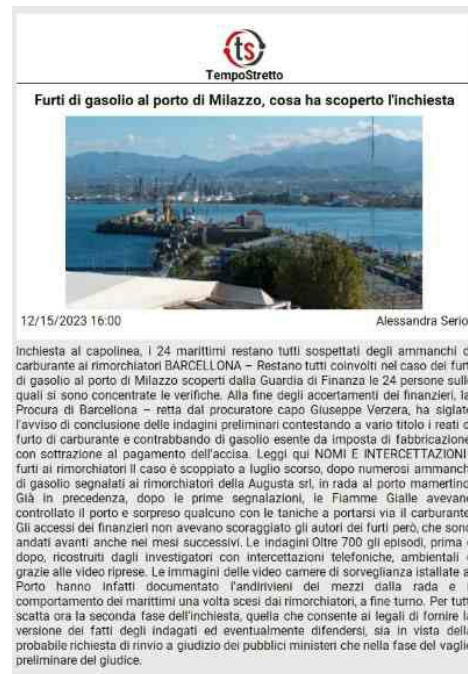 ts
TempoStretto
Furti di gasolio al porto di Milazzo, cosa ha scoperto l'inchiesta
12/15/2023 16:00
Alessandra Serio
Inchiesta al capolinea, i 24 marittimi restano tutti sospettati degli ammanchi d
carburante ai rimorchiatori BARCELLONA – Restano tutti coinvolti nel caso dei furt
di gasolio al porto di Milazzo scoperti dalla Guardia di Finanza le 24 persone sull
quali si sono concentrate le verifiche. Alla fine degli accertamenti dei finanzieri, la
Procura di Barcellona – retta dal procuratore capo Giuseppe Verzera, ha siglat
l'avviso di conclusione delle indagini preliminari contestando a vario titolo i reati d
furto di carburante e contrabbando di gasolio esente da imposta di fabbricazione
con sottrazione al pagamento dell'accisa. Leggi qui NOMI E INTERCETTAZIONI I
furti ai rimorchiatori Il caso è scoppiato a luglio scorso, dopo numerosi ammanch
di gasolio segnalati ai rimorchiatori della Augusta srl, in rada al porto mamertino
Già in precedenza, dopo le prime segnalazioni, le Fiamme Gialle avevan
controllato il porto e sorpreso qualcuno con le taniche a portarsi via il carburante
Gli accessi dei finanzieri non avevano scoraggiato gli autori dei furti però, che son
andati avanti anche nei mesi successivi. Le indagini Oltre 700 gli episodi, prima
dopo, ricostruiti dagli investigatori con intercettazioni telefoniche, ambientali
grazie alle video riprese. Le immagini delle video camere di sorveglianza istallate a
Porto hanno infatti documentato l'andirivieni dei mezzi dalla rada e i
comportamento dei marittimi una volta scesi dai rimorchiatori, a fine turno. Per tutt
scatta ora la seconda fase dell'inchiesta, quella che consente ai legali di fornire la
versione dei fatti degli indagati ed eventualmente difendersi, sia in vista della
probabile richiesta di rinvio a giudizio dei pubblici ministeri che nella fase del vagli
preliminare del giudice.